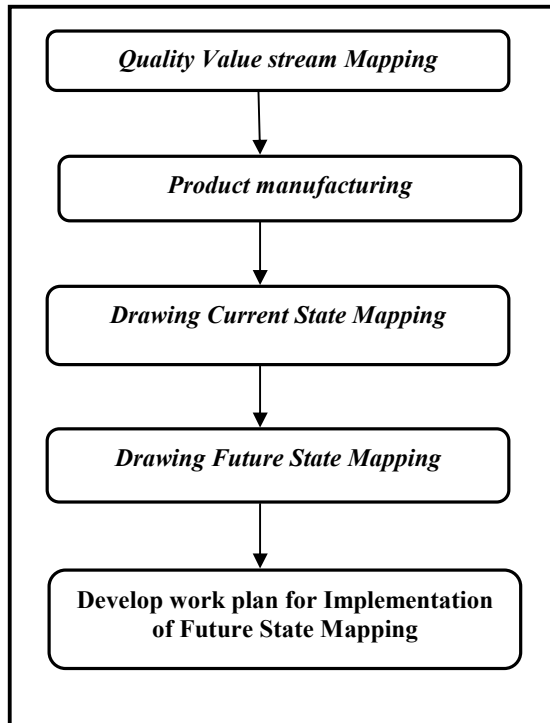 Quality Value stream Mapping
Product manufacturing
Drawing Current State Mapping
Drawing Future State Mapping
Develop work plan for Implementation
of Future State Mapping